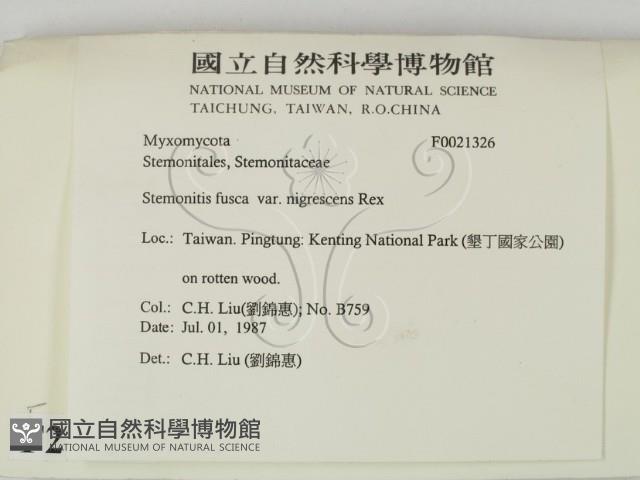 國立自然科學博物館
NATIONAL MUSEUM OF NATURAL SCIENCE
TAICHUNG, TAIWAN, R.O.CHINA
Myxomycota F0021326
Stemonitales, Stemonitaceae
Stemonitis fusca var. nigrescens Rex
Loc.: Taiwan. Pingtung: Kenting National Park (墾丁國家公園)
on rotten wood.
Col.: C.H. Liu(劉錦惠); No. B759
Date: Jul. 01, 1987
Det.: C.H. Liu (劉錦惠)
國立自然科學博物館
NATIONAL MUSEUM OF NATURAL SCIENCE